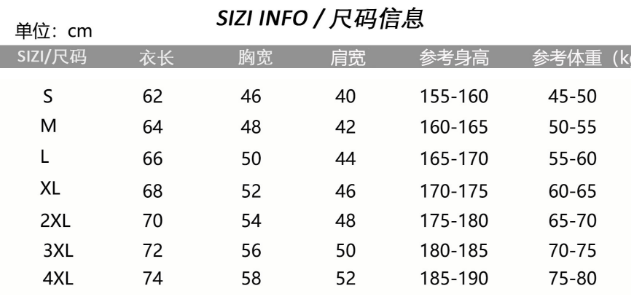 SIZI INFO / 尺码信息
单位：cm
SIZI/尺码 衣长 胸宽 肩宽 参考身高 参考体重（k
S 62 46 40 155-160 45-50
M 64 48 42 160-165 50-55
L 66 50 44 165-170 55-60
XL 68 52 46 170-175 60-65
2XL 70 54 48 175-180 65-70
3XL 72 56 50 180-185 70-75
4XL 74 58 52 185-190 75-80